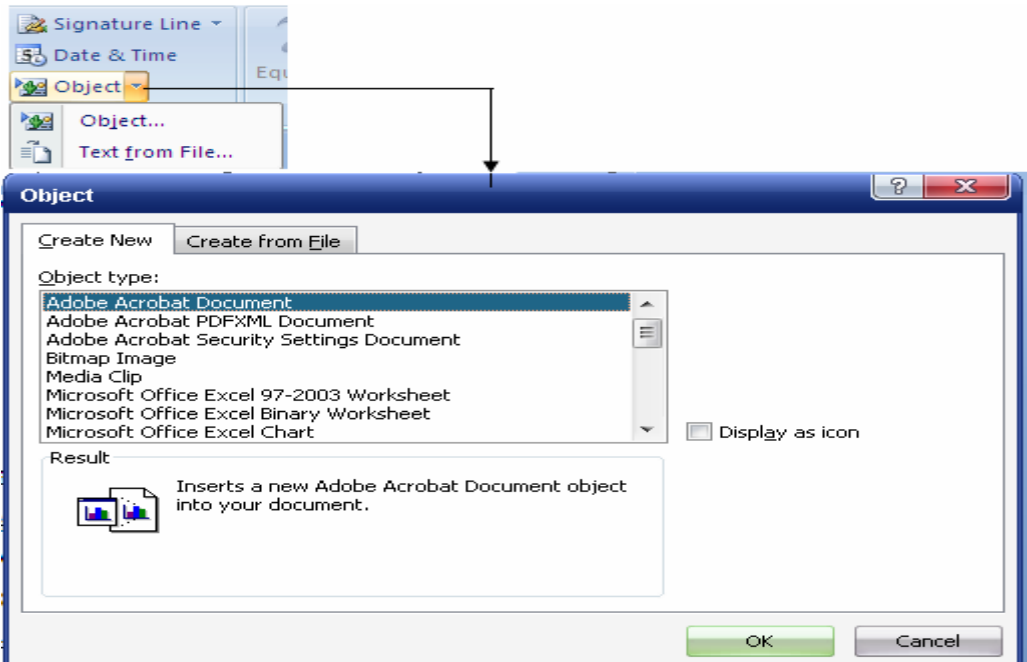 Signature Line
Date & Time
Equ
Object
Object...
Text from File...
Object
Create New
Create from File
Object type:
Adobe Acrobat Document
Adobe Acrobat PDFXML Document
Adobe Acrobat Security Settings Document
Bitmap Image
Media Clip
Microsoft Office Excel 97-2003 Worksheet
Microsoft Office Excel Binary Worksheet
Microsoft Office Excel Chart
Display as icon
Result
Inserts a new Adobe Acrobat Document object
into your document.
OK
Cancel